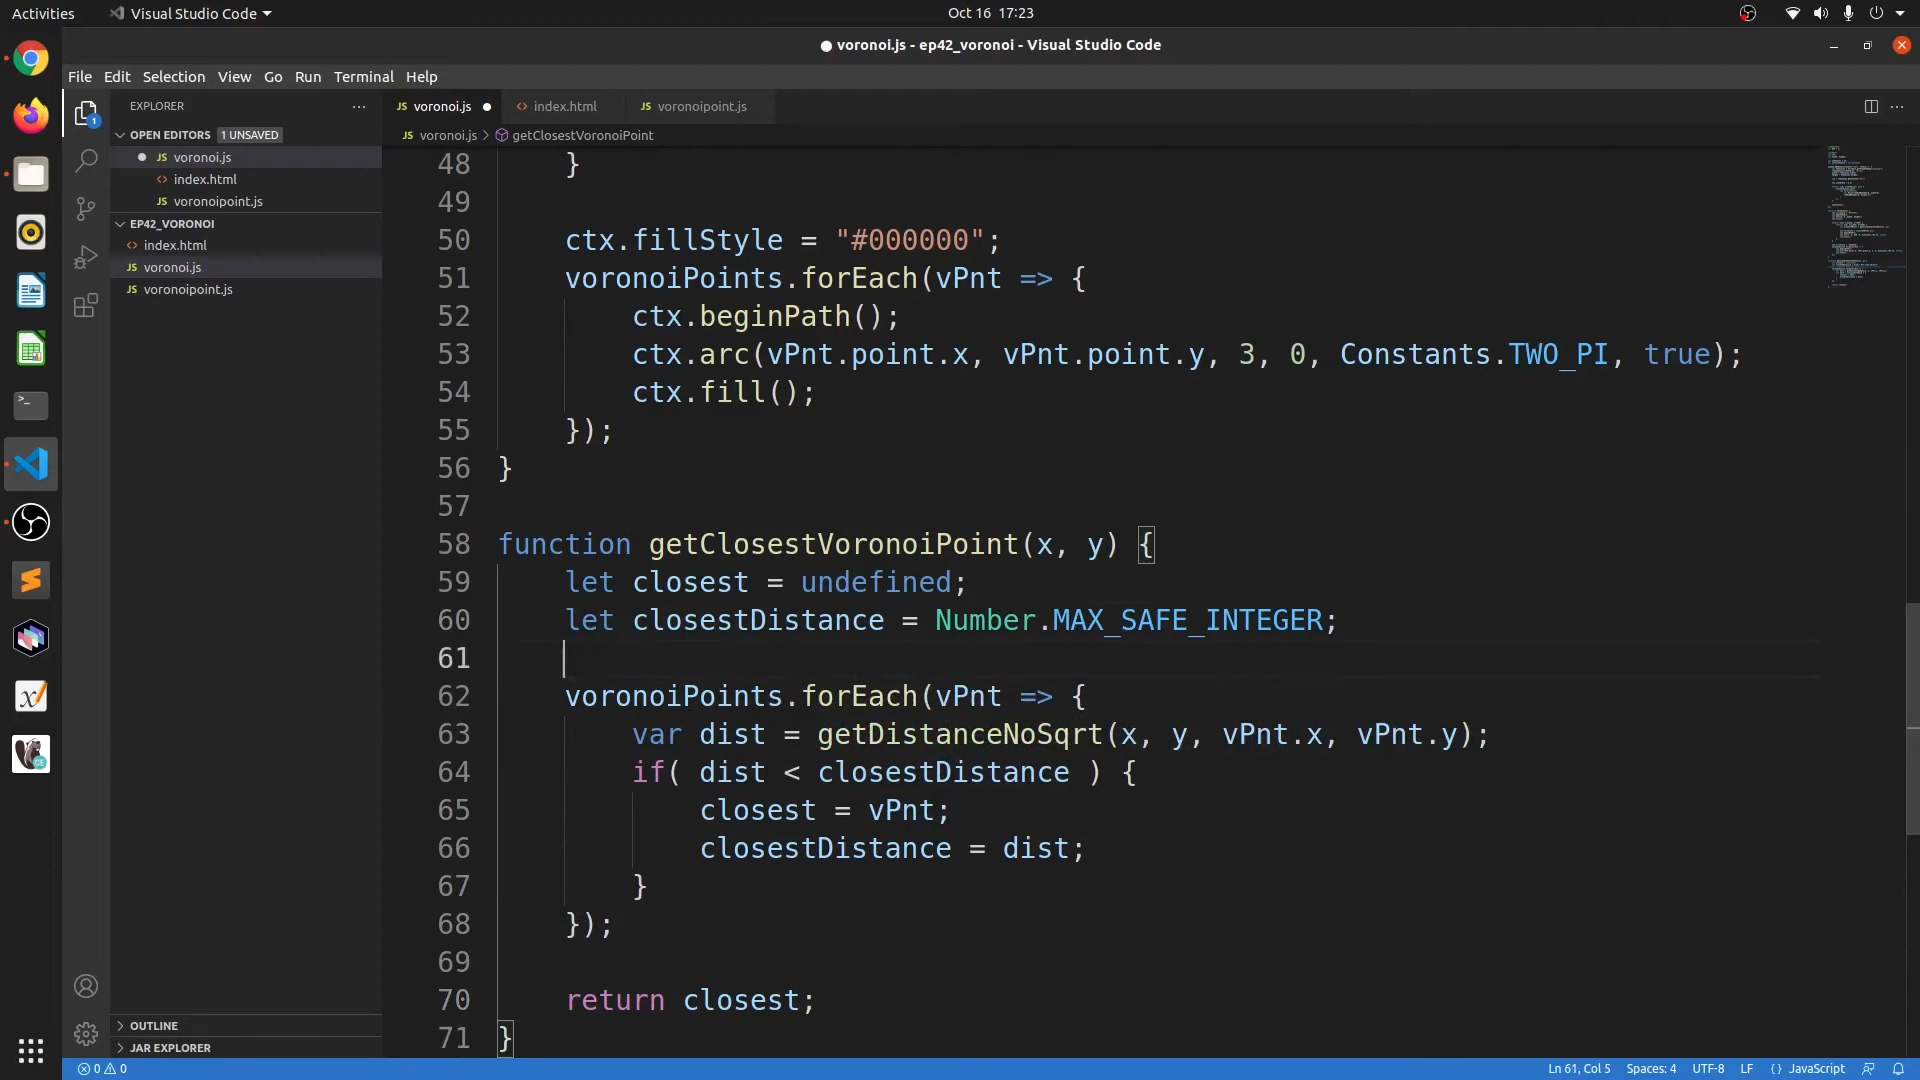 Activities
Visual Studio Code
Oct 16 17:23
voronoi.js - ep42_voronoi - Visual Studio Code
File Edit Selection View Go Run Terminal Help
EXPLORER
OPEN EDITORS 1 UNSAVED
JS voronoi.js
<> index.html
JS voronoipoint.js
EP42_VORONOI
<> index.html
JS voronoi.js
JS voronoipoint.js
OUTLINE
JAR EXPLORER
JS voronoi.js
<> index.html
JS voronoipoint.js
JS voronoi.js > getClosestVoronoiPoint
48 }
49
50 ctx.fillStyle = "#000000";
51 voronoiPoints.forEach(vPnt => {
52 ctx.beginPath();
53 ctx.arc(vPnt.point.x, vPnt.point.y, 3, 0, Constants.TWO_PI, true);
54 ctx.fill();
55 });
56 }
57
58 function getClosestVoronoiPoint(x, y) {
59 let closest = undefined;
60 let closestDistance = Number.MAX_SAFE_INTEGER;
61
62 voronoiPoints.forEach(vPnt => {
63 var dist = getDistanceNoSqrt(x, y, vPnt.x, vPnt.y);
64 if( dist < closestDistance ) {
65 closest = vPnt;
66 closestDistance = dist;
67 }
68 });
69
70 return closest;
71 }
0 0
Ln 61, Col 5 Spaces: 4 UTF-8 LF {} JavaScript